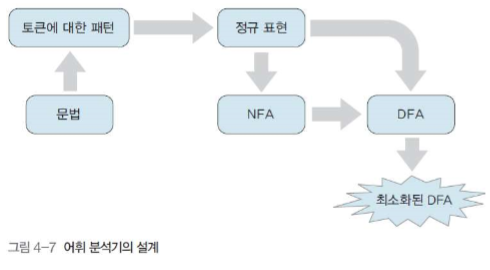 토큰에 대한 패턴
정규 표현
문법
NFA
DFA
최소화된 DFA
그림 4-7 어휘 분석기의 설계